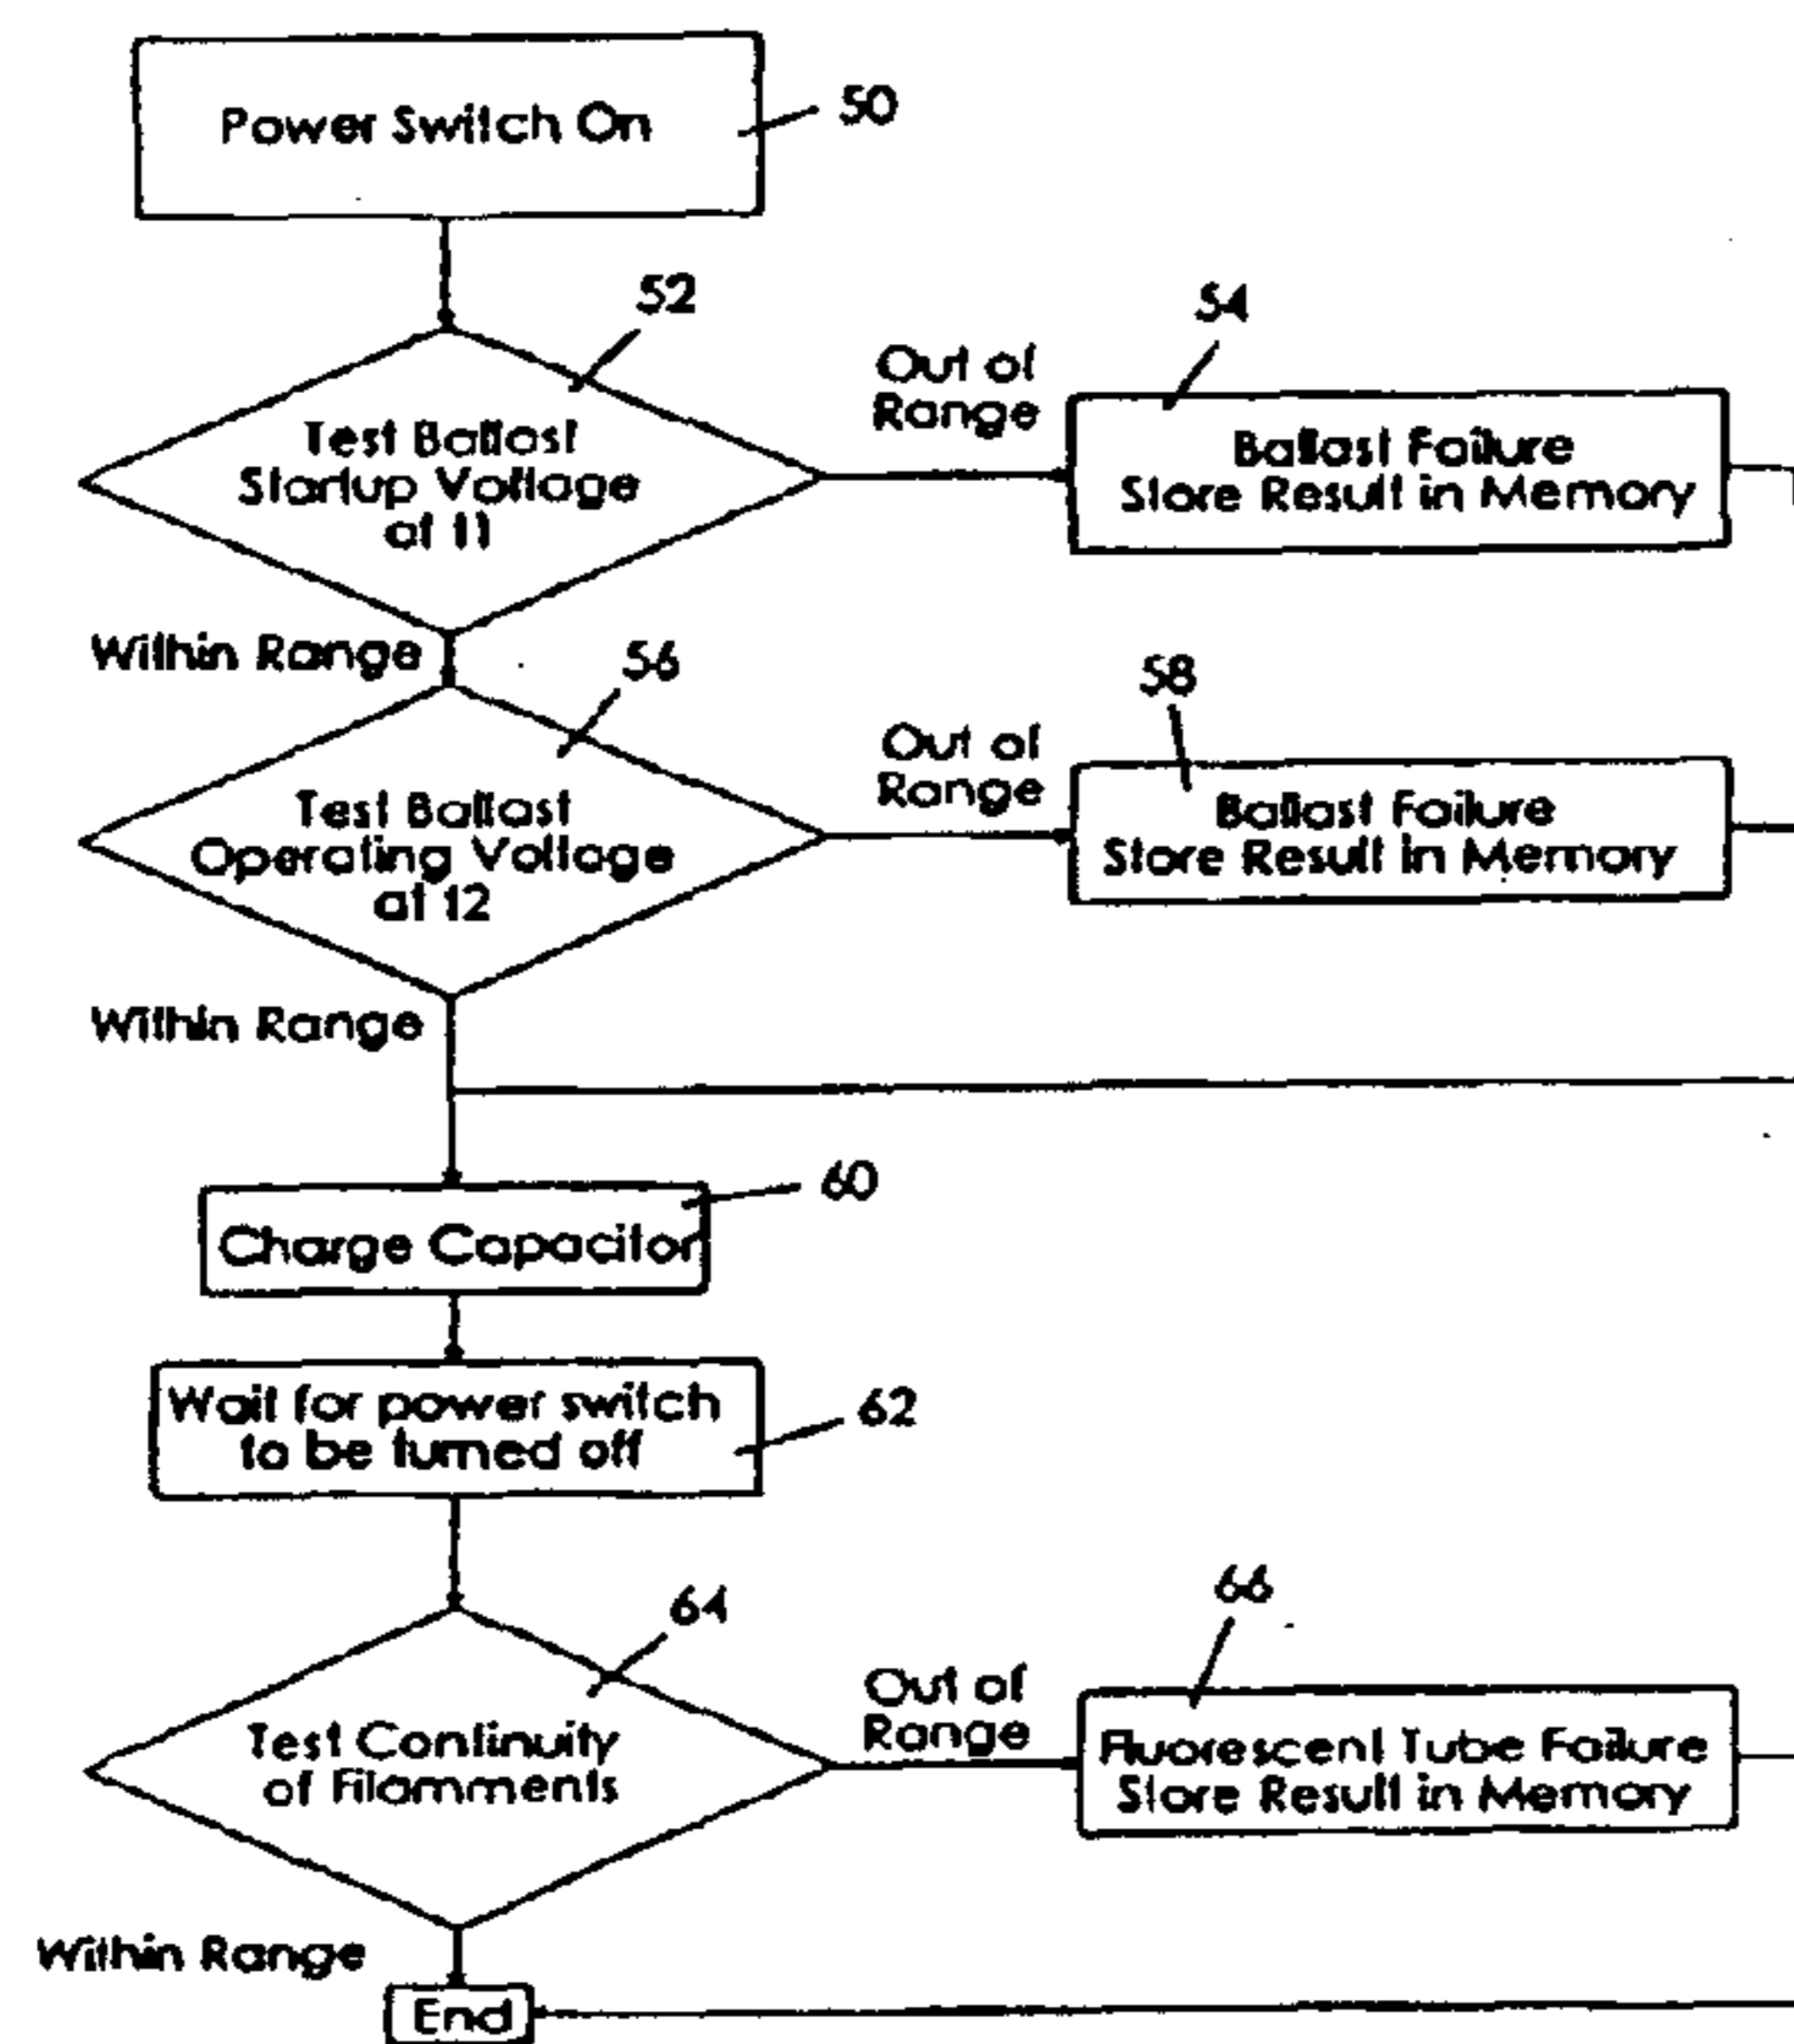 Power Switch On
50
52
Test Ballast
Startup Voltage
at t1
Out of
Range
54
Ballast Failure
Store Result in Memory
Within Range
56
Test Ballast
Operating Voltage
at t2
Out of
Range
58
Ballast Failure
Store Result in Memory
Within Range
60
Charge Capacitor
Wait for power switch
to be turned off
62
64
Test Continuity
of Filamments
Out of
Range
66
Fluorescent Tube Failure
Store Result in Memory
Within Range
End